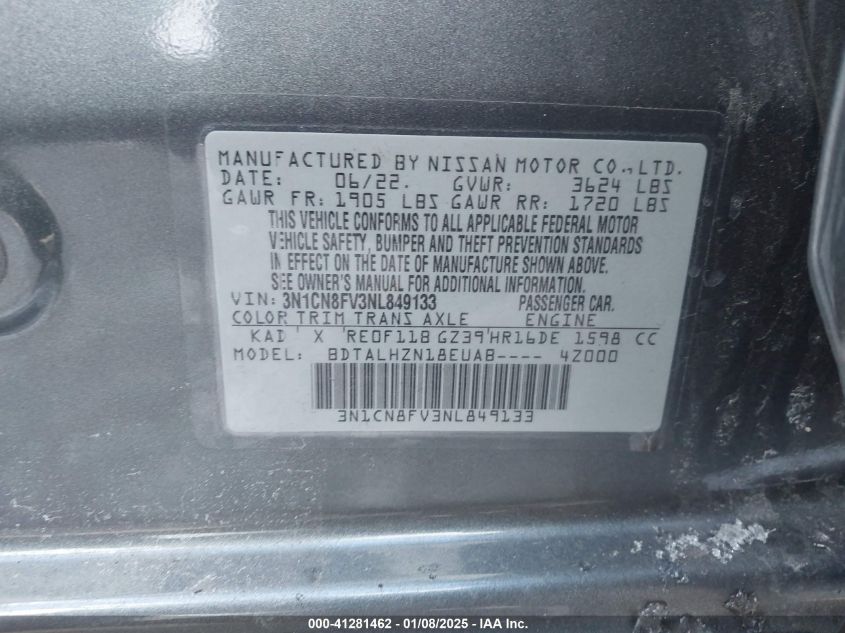 MANUFACTURED BY NISSAN MOTOR CO., LTD.
DATE: 06/22. GVWR: 3624 LBS
GAWR FR: 1905 LBS GAWR RR: 1720 LBS
THIS VEHICLE CONFORMS TO ALL APPLICABLE FEDERAL MOTOR
VEHICLE SAFETY, BUMPER AND THEFT PREVENTION STANDARDS
IN EFFECT ON THE DATE OF MANUFACTURE SHOWN ABOVE.
SEE OWNER'S MANUAL FOR ADDITIONAL INFORMATION.
VIN: 3N1CN8FV3NL849133 PASSENGER CAR.
COLOR TRIM TRANS AXLE ENGINE
KAD ' X 'RE0F11B GZ39'HR16DE 1598 CC
MODEL: BDTALHZN18EUAB---- 4Z000
3N1CN8FV3NL849133
000-41281462 - 01/08/2025 - IAA Inc.